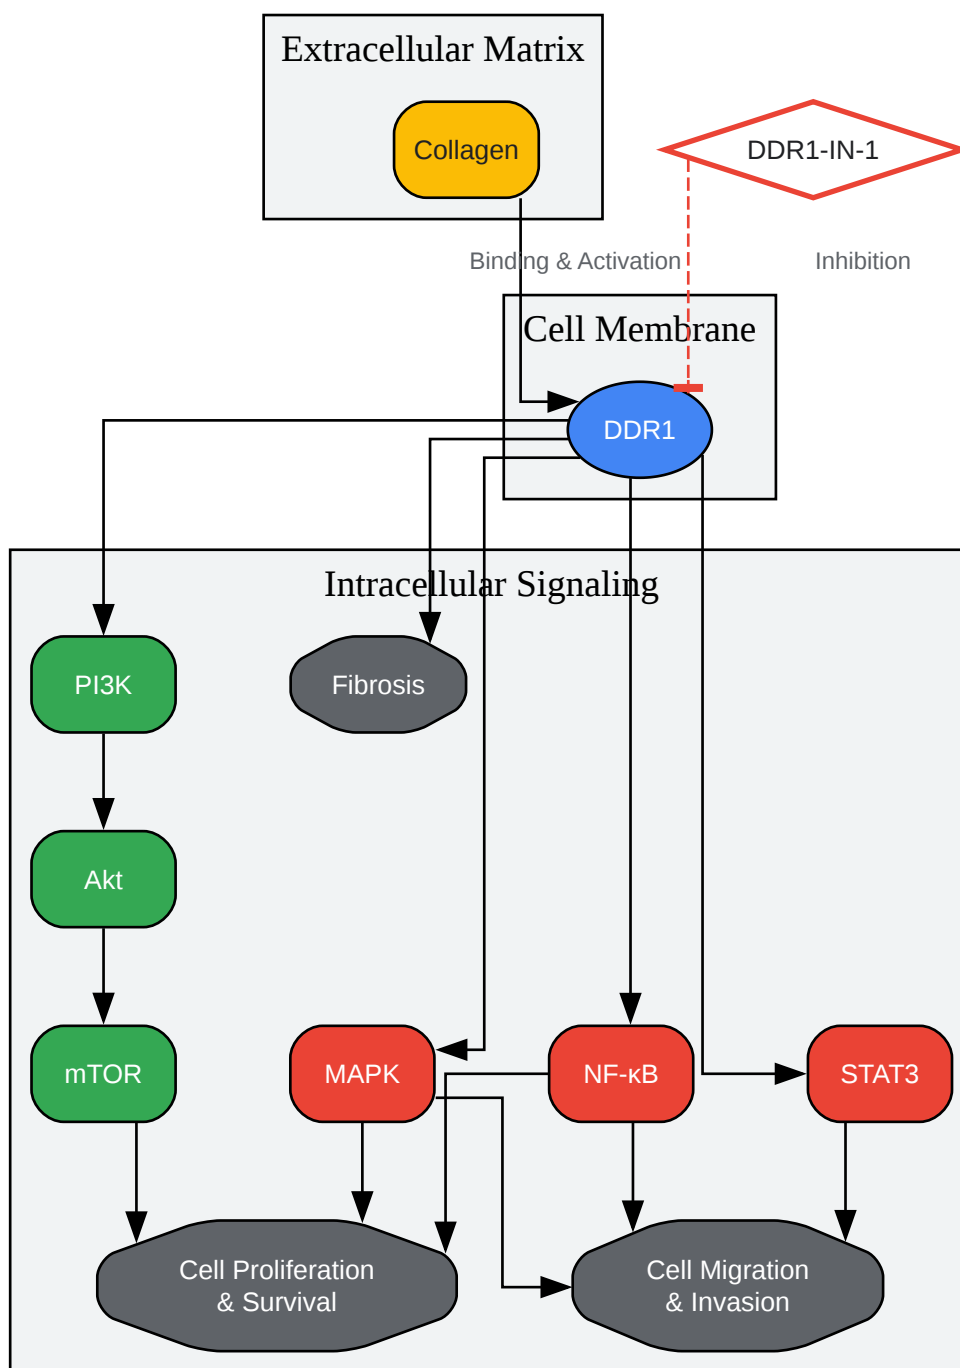 Extracellular Matrix
Collagen
DDR1-IN-1
Binding & Activation
Inhibition
Cell Membrane
DDR1
Intracellular Signaling
PI3K
Fibrosis
Akt
mTOR
MAPK
NF-κB
STAT3
Cell Proliferation
& Survival
Cell Migration
& Invasion